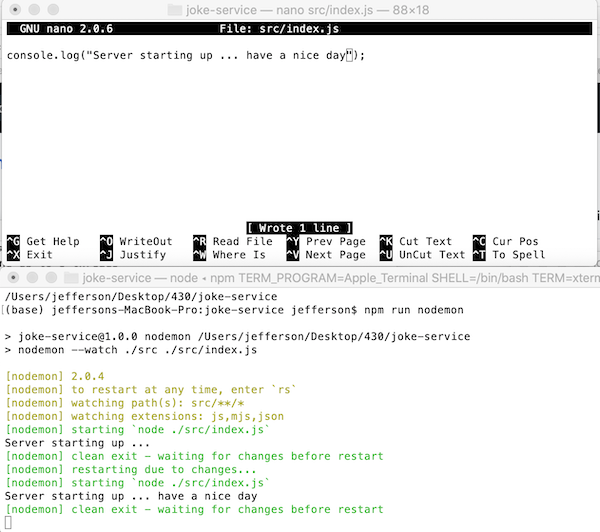 joke-service — nano src/index.js — 88×18
GNU nano 2.0.6 File: src/index.js
console.log("Server starting up ... have a nice day");
[ Wrote 1 line ]
^G Get Help ^O WriteOut ^R Read File ^Y Prev Page ^K Cut Text ^C Cur Pos
^X Exit ^J Justify ^W Where Is ^V Next Page ^U UnCut Text ^T To Spell
joke-service — node • npm TERM_PROGRAM=Apple_Terminal SHELL=/bin/bash TERM=xterm
/Users/jefferson/Desktop/430/joke-service
(base) jeffersons-MacBook-Pro:joke-service jefferson$ npm run nodemon
> joke-service@1.0.0 nodemon /Users/jefferson/Desktop/430/joke-service
> nodemon --watch ./src ./src/index.js
[nodemon] 2.0.4
[nodemon] to restart at any time, enter `rs`
[nodemon] watching path(s): src/**/*
[nodemon] watching extensions: js,mjs,json
[nodemon] starting `node ./src/index.js`
Server starting up ...
[nodemon] clean exit - waiting for changes before restart
[nodemon] restarting due to changes...
[nodemon] starting `node ./src/index.js`
Server starting up ... have a nice day
[nodemon] clean exit - waiting for changes before restart